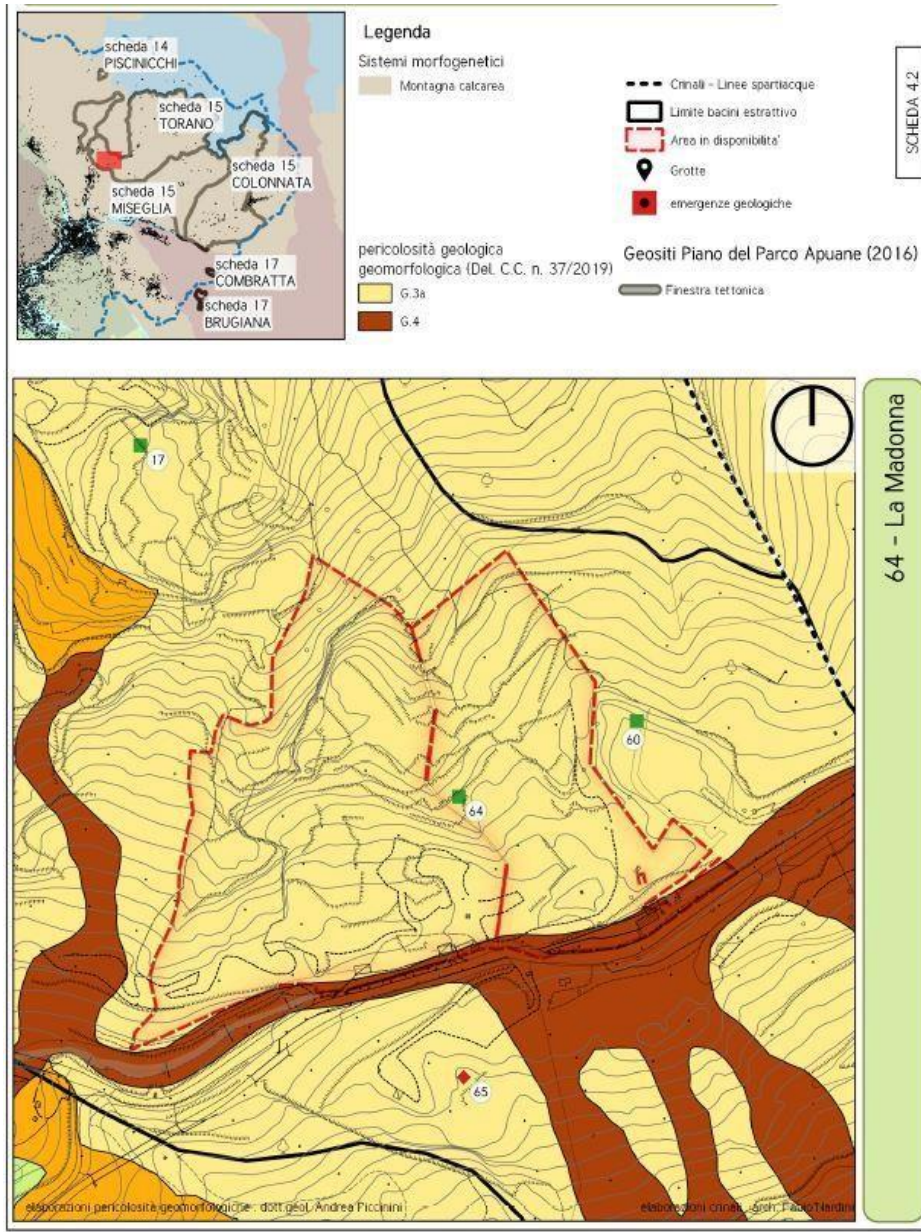 scheda 14
PISCINICCHI
scheda 15
TORANO
scheda 15
COLONNATA
scheda 15
MISEGLIA
scheda 17
COMBRATTA
scheda 17
BRUGIANA
Legenda
Sistemi morfogenetici
Montagna calcarea
Crinali - Linee spartiacque
Limite bacini estrattivo
Area in disponibilita'
Grotte
emergenze geologiche
pericolosità geologica
geomorfologica (Del. C.C. n. 37/2019)
G.3a
G.4
Geositi Piano del Parco Apuane (2016)
Finestra tettonica
SCHEDA 4.2
64 - La Madonna
17
60
64
65
elaborazioni pericolosità geomorfologiche : dott.geol. Andrea Piccinini
elaborazioni crinali : arch. Fabio Nardini